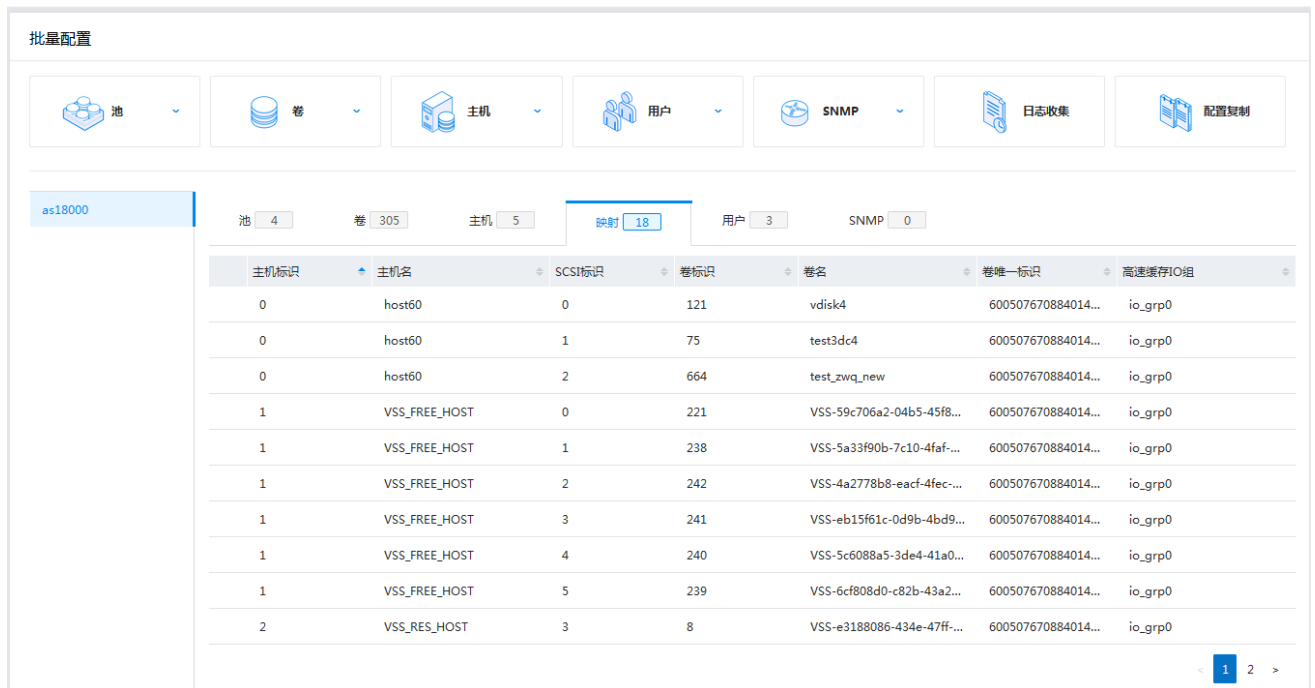 批量配置
池 卷 主机 用户 SNMP 日志收集 配置复制
as18000
池 4 卷 305 主机 5 映射 18 用户 3 SNMP 0
主机标识 主机名 SCSI标识 卷标识 卷名 卷唯一标识 高速缓存IO组
0 host60 0 121 vdisk4 600507670884014... io_grp0
0 host60 1 75 test3dc4 600507670884014... io_grp0
0 host60 2 664 test_zwq_new 600507670884014... io_grp0
1 VSS_FREE_HOST 0 221 VSS-59c706a2-04b5-45f8... 600507670884014... io_grp0
1 VSS_FREE_HOST 1 238 VSS-5a33f90b-7c10-4faf-... 600507670884014... io_grp0
1 VSS_FREE_HOST 2 242 VSS-4a2778b8-eacf-4fec-... 600507670884014... io_grp0
1 VSS_FREE_HOST 3 241 VSS-eb15f61c-0d9b-4bd9... 600507670884014... io_grp0
1 VSS_FREE_HOST 4 240 VSS-5c6088a5-3de4-41a0... 600507670884014... io_grp0
1 VSS_FREE_HOST 5 239 VSS-6cf808d0-c82b-43a2... 600507670884014... io_grp0
2 VSS_RES_HOST 3 8 VSS-e3188086-434e-47ff-... 600507670884014... io_grp0
< 1 2 >